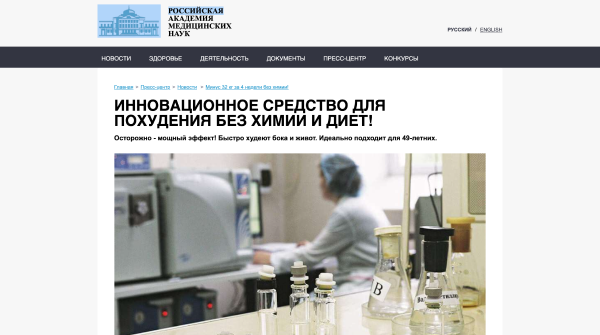 РОССИЙСКАЯ
АКАДЕМИЯ
МЕДИЦИНСКИХ
НАУК
РУССКИЙ / ENGLISH
НОВОСТИ ЗДОРОВЬЕ ДЕЯТЕЛЬНОСТЬ ДОКУМЕНТЫ ПРЕСС-ЦЕНТР КОНКУРСЫ
Главная • Пресс-центр • Новости • Минус 32 кг за 4 недели без химии!
ИННОВАЦИОННОЕ СРЕДСТВО ДЛЯ
ПОХУДЕНИЯ БЕЗ ХИМИИ И ДИЕТ!
Осторожно - мощный эффект! Быстро худеют бока и живот. Идеально подходит для 49-летних.
B